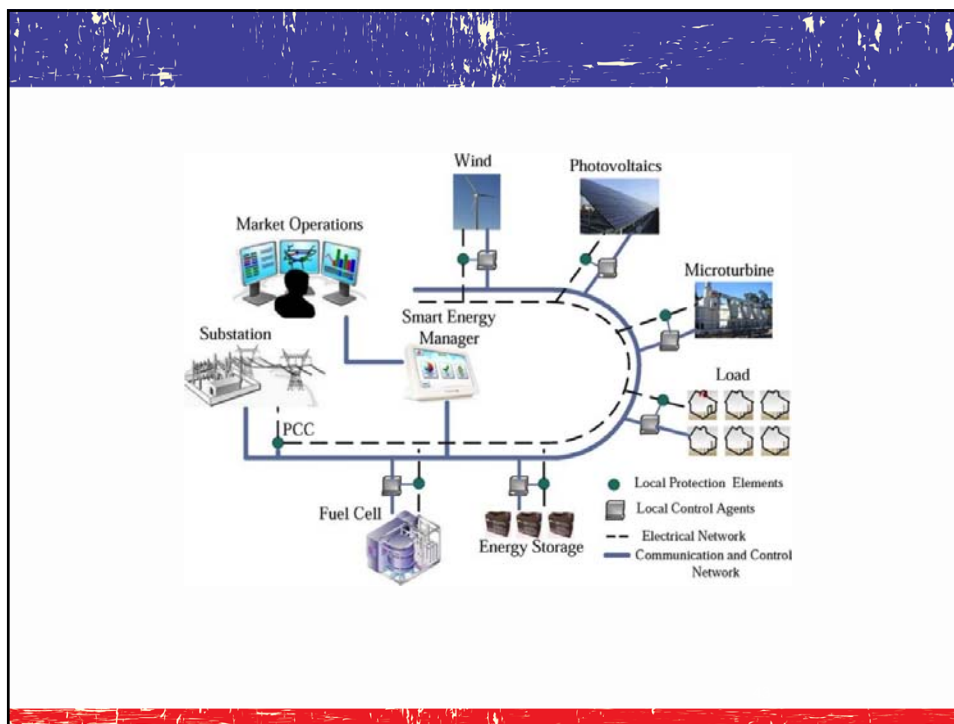 Wind
Photovoltaics
Market Operations
Microturbine
Smart Energy
Manager
Substation
Load
PCC
Local Protection Elements
Fuel Cell
Local Control Agents
Energy Storage
Electrical Network
Communication and Control
Network